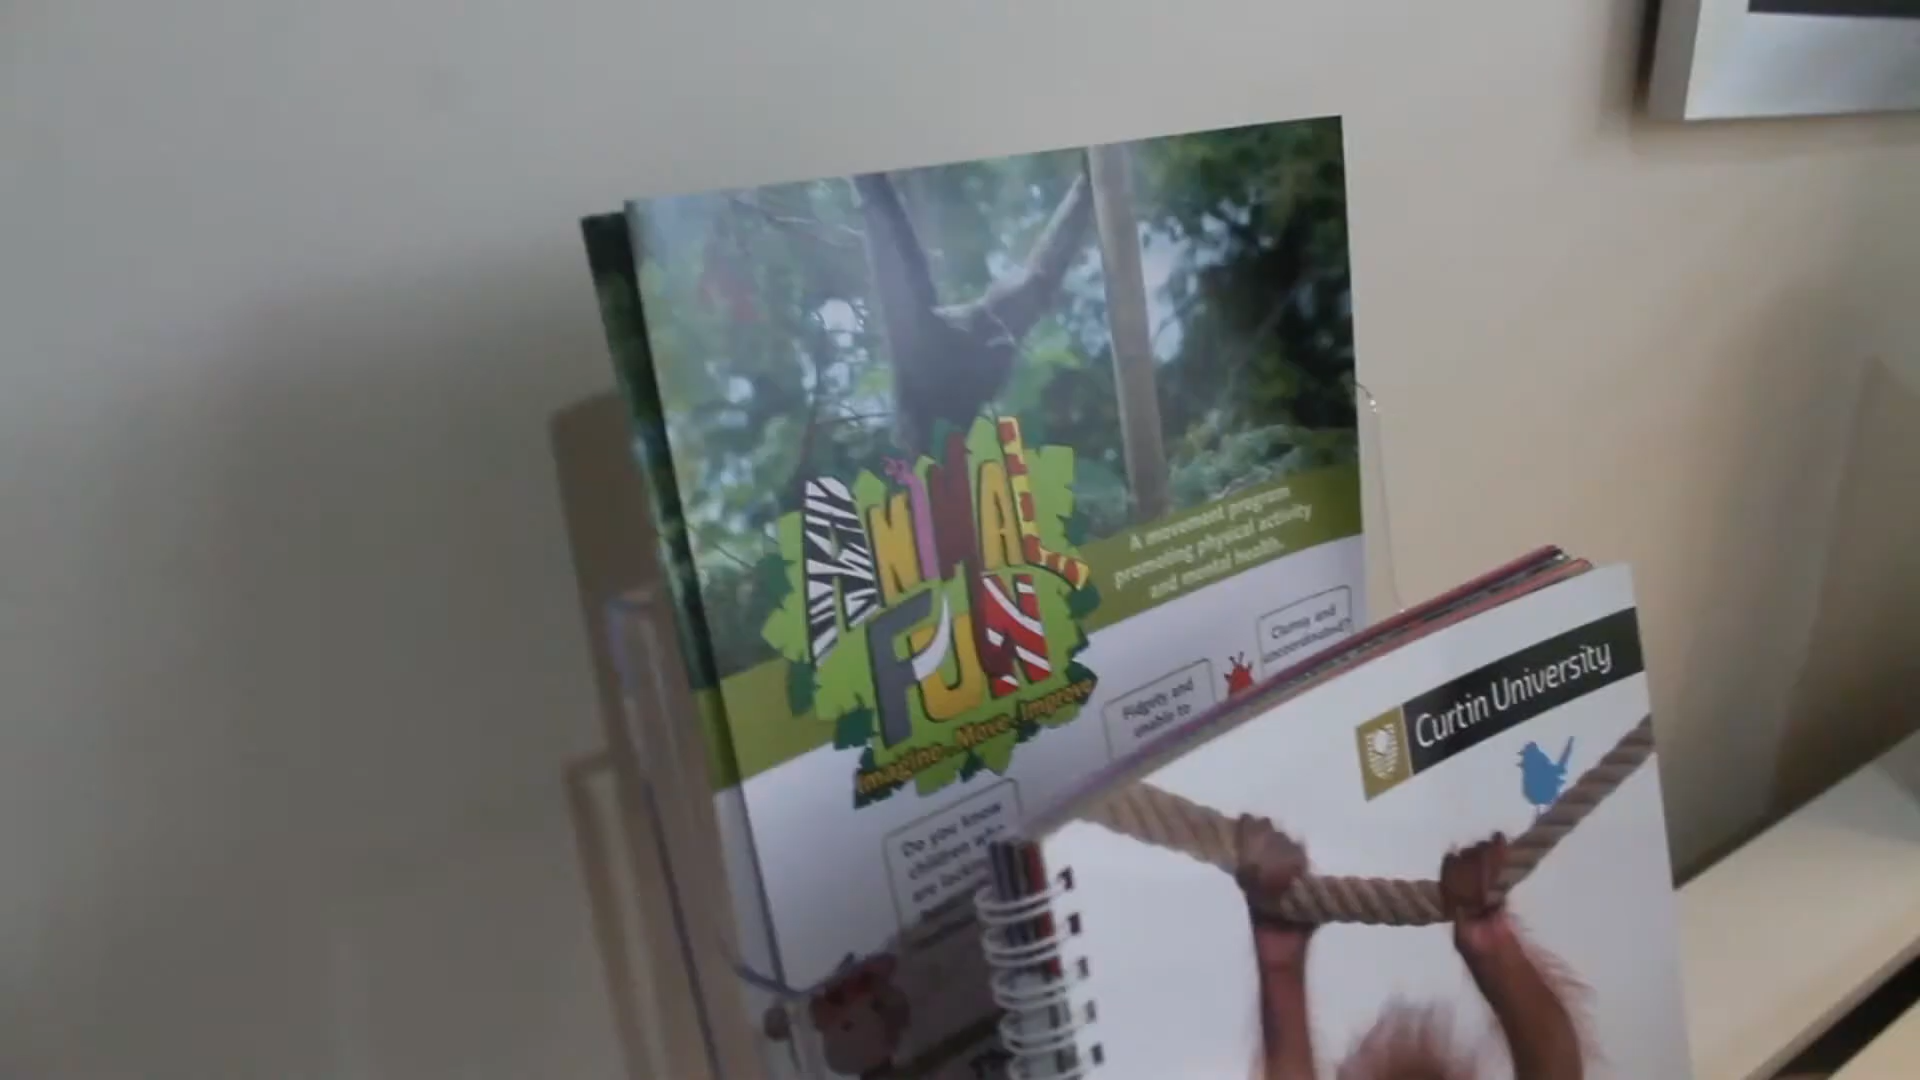 ANIMAL
FUN
Imagine. Move. Improve
A movement program
promoting physical activity
and mental health.
Clumsy and
uncoordinated?
Fidgety and
unable to
Do you know
children who
are lacking
Curtin University